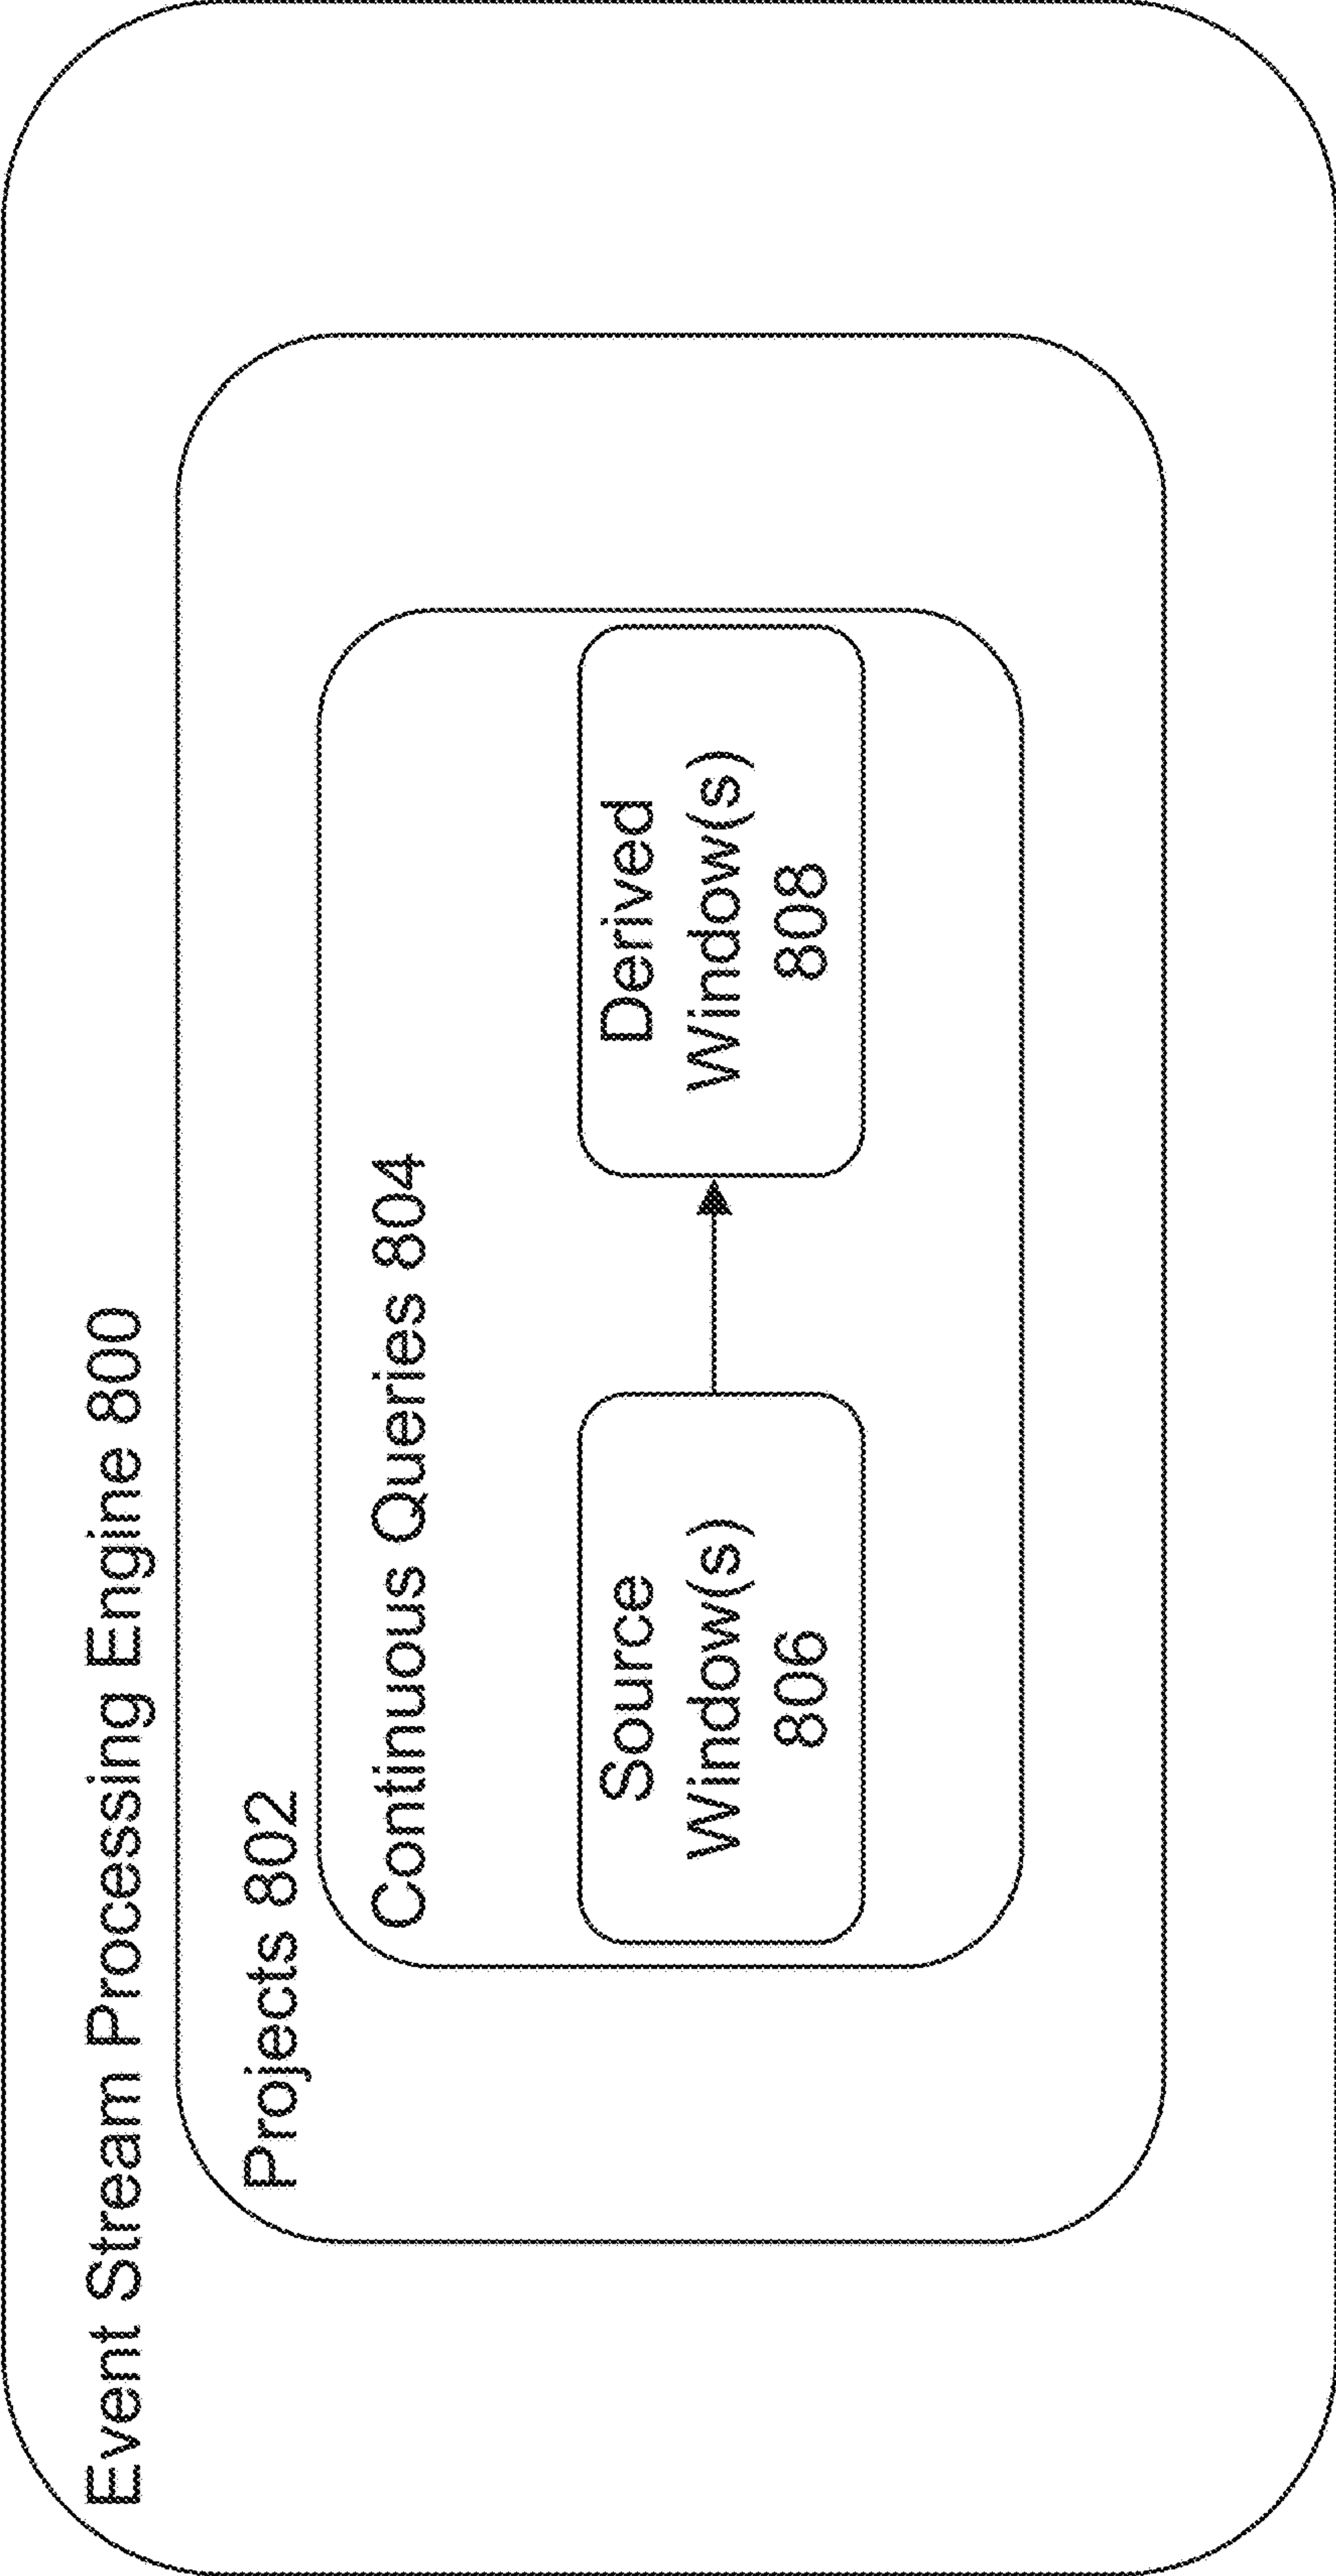 Event Stream Processing Engine 800
Projects 802
Continuous Queries 804
Source
Window(s)
806
Derived
Window(s)
808